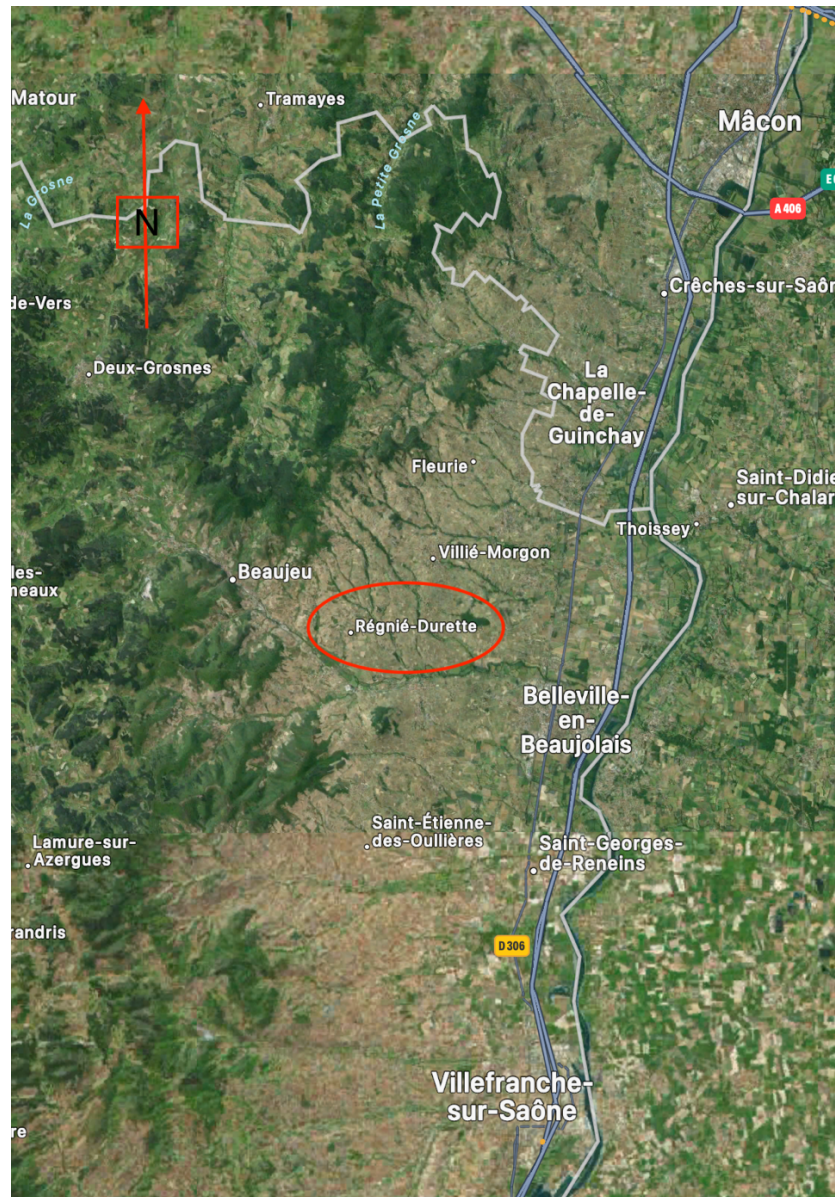 Matour
Tramayes
La Grosne
La Petite Grosne
Mâcon
E
A 406
N
de-Vers
Crêches-sur-Saôn
Deux-Grosnes
La
Chapelle-
de-
Guinchay
Fleurie
Saint-Didie
sur-Chalar
Thoissey
Villié-Morgon
les-
neaux
Beaujeu
Régnié-Durette
Belleville-
en-
Beaujolais
Saint-Étienne-
des-Oullières
Lamure-sur-
Azergues
Saint-Georges-
de-Reneins
randris
D 306
Villefranche-
sur-Saône
re